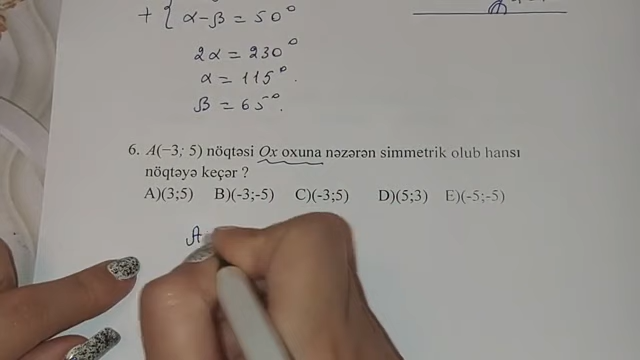 + { α-β = 50°
2α = 230°
α = 115°.
β = 65°.
6. A(−3; 5) nöqtəsi Ox oxuna nəzərən simmetrik olub hansı
nöqtəyə keçər ?
A)(3;5) B)(-3;-5) C)(-3;5) D)(5;3) E)(-5;-5)
A